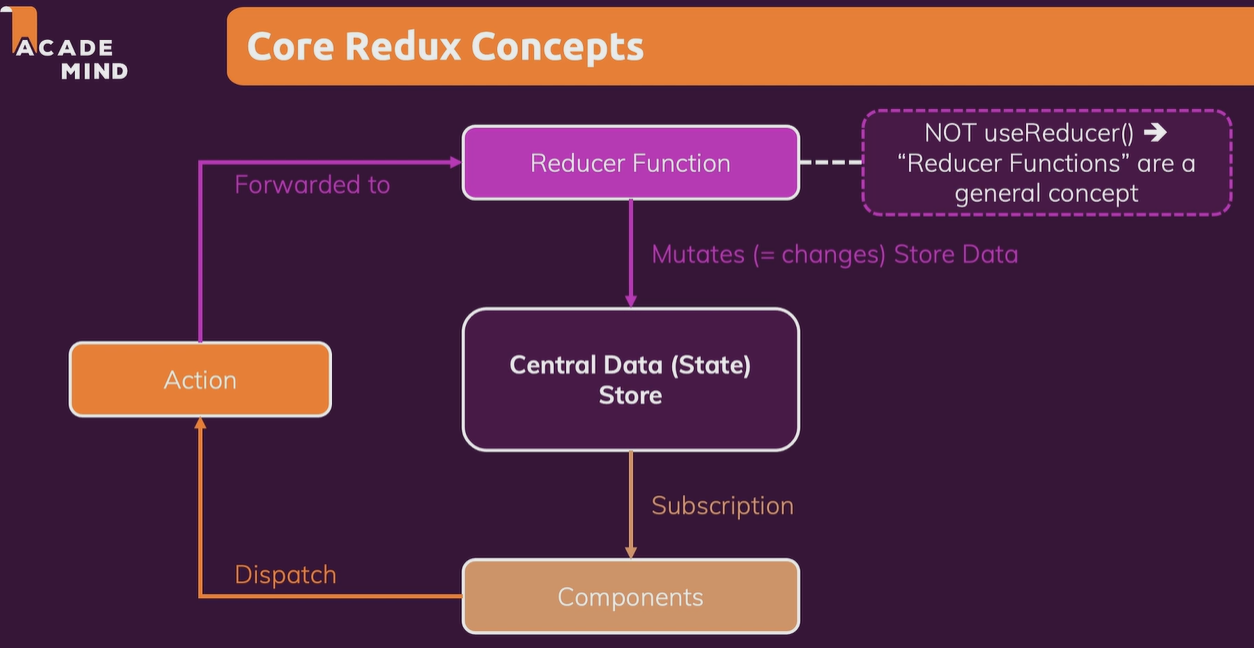 ACADE
MIND
Core Redux Concepts
Reducer Function
NOT useReducer() ➔
“Reducer Functions” are a
general concept
Forwarded to
Mutates (= changes) Store Data
Action
Central Data (State)
Store
Subscription
Dispatch
Components